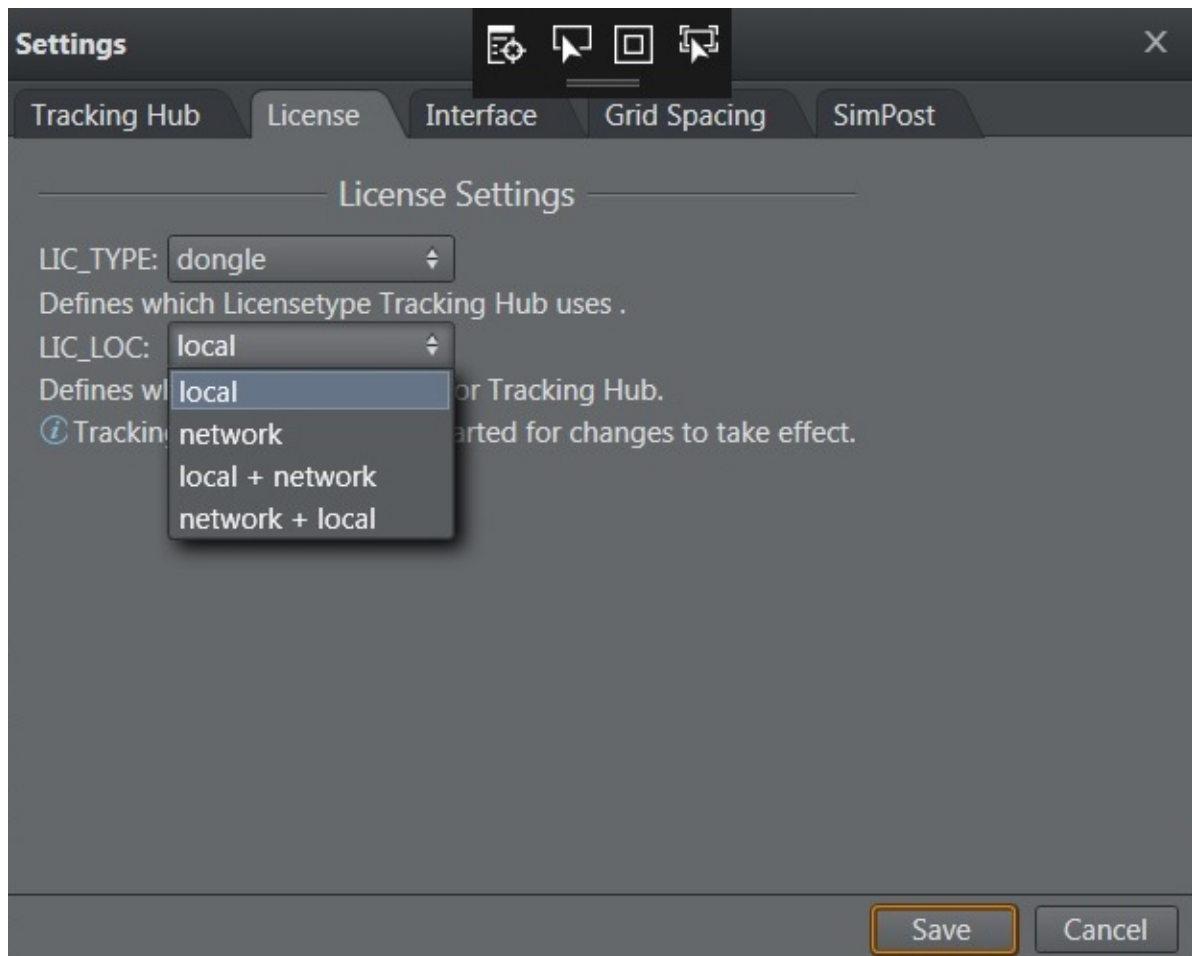 Settings
Tracking Hub License Interface Grid Spacing SimPost
License Settings
LIC_TYPE: dongle
Defines which Licensetype Tracking Hub uses .
LIC_LOC: local
Defines or Tracking Hub.
local
arted for changes to take effect.
network
local + network
network + local
Save Cancel